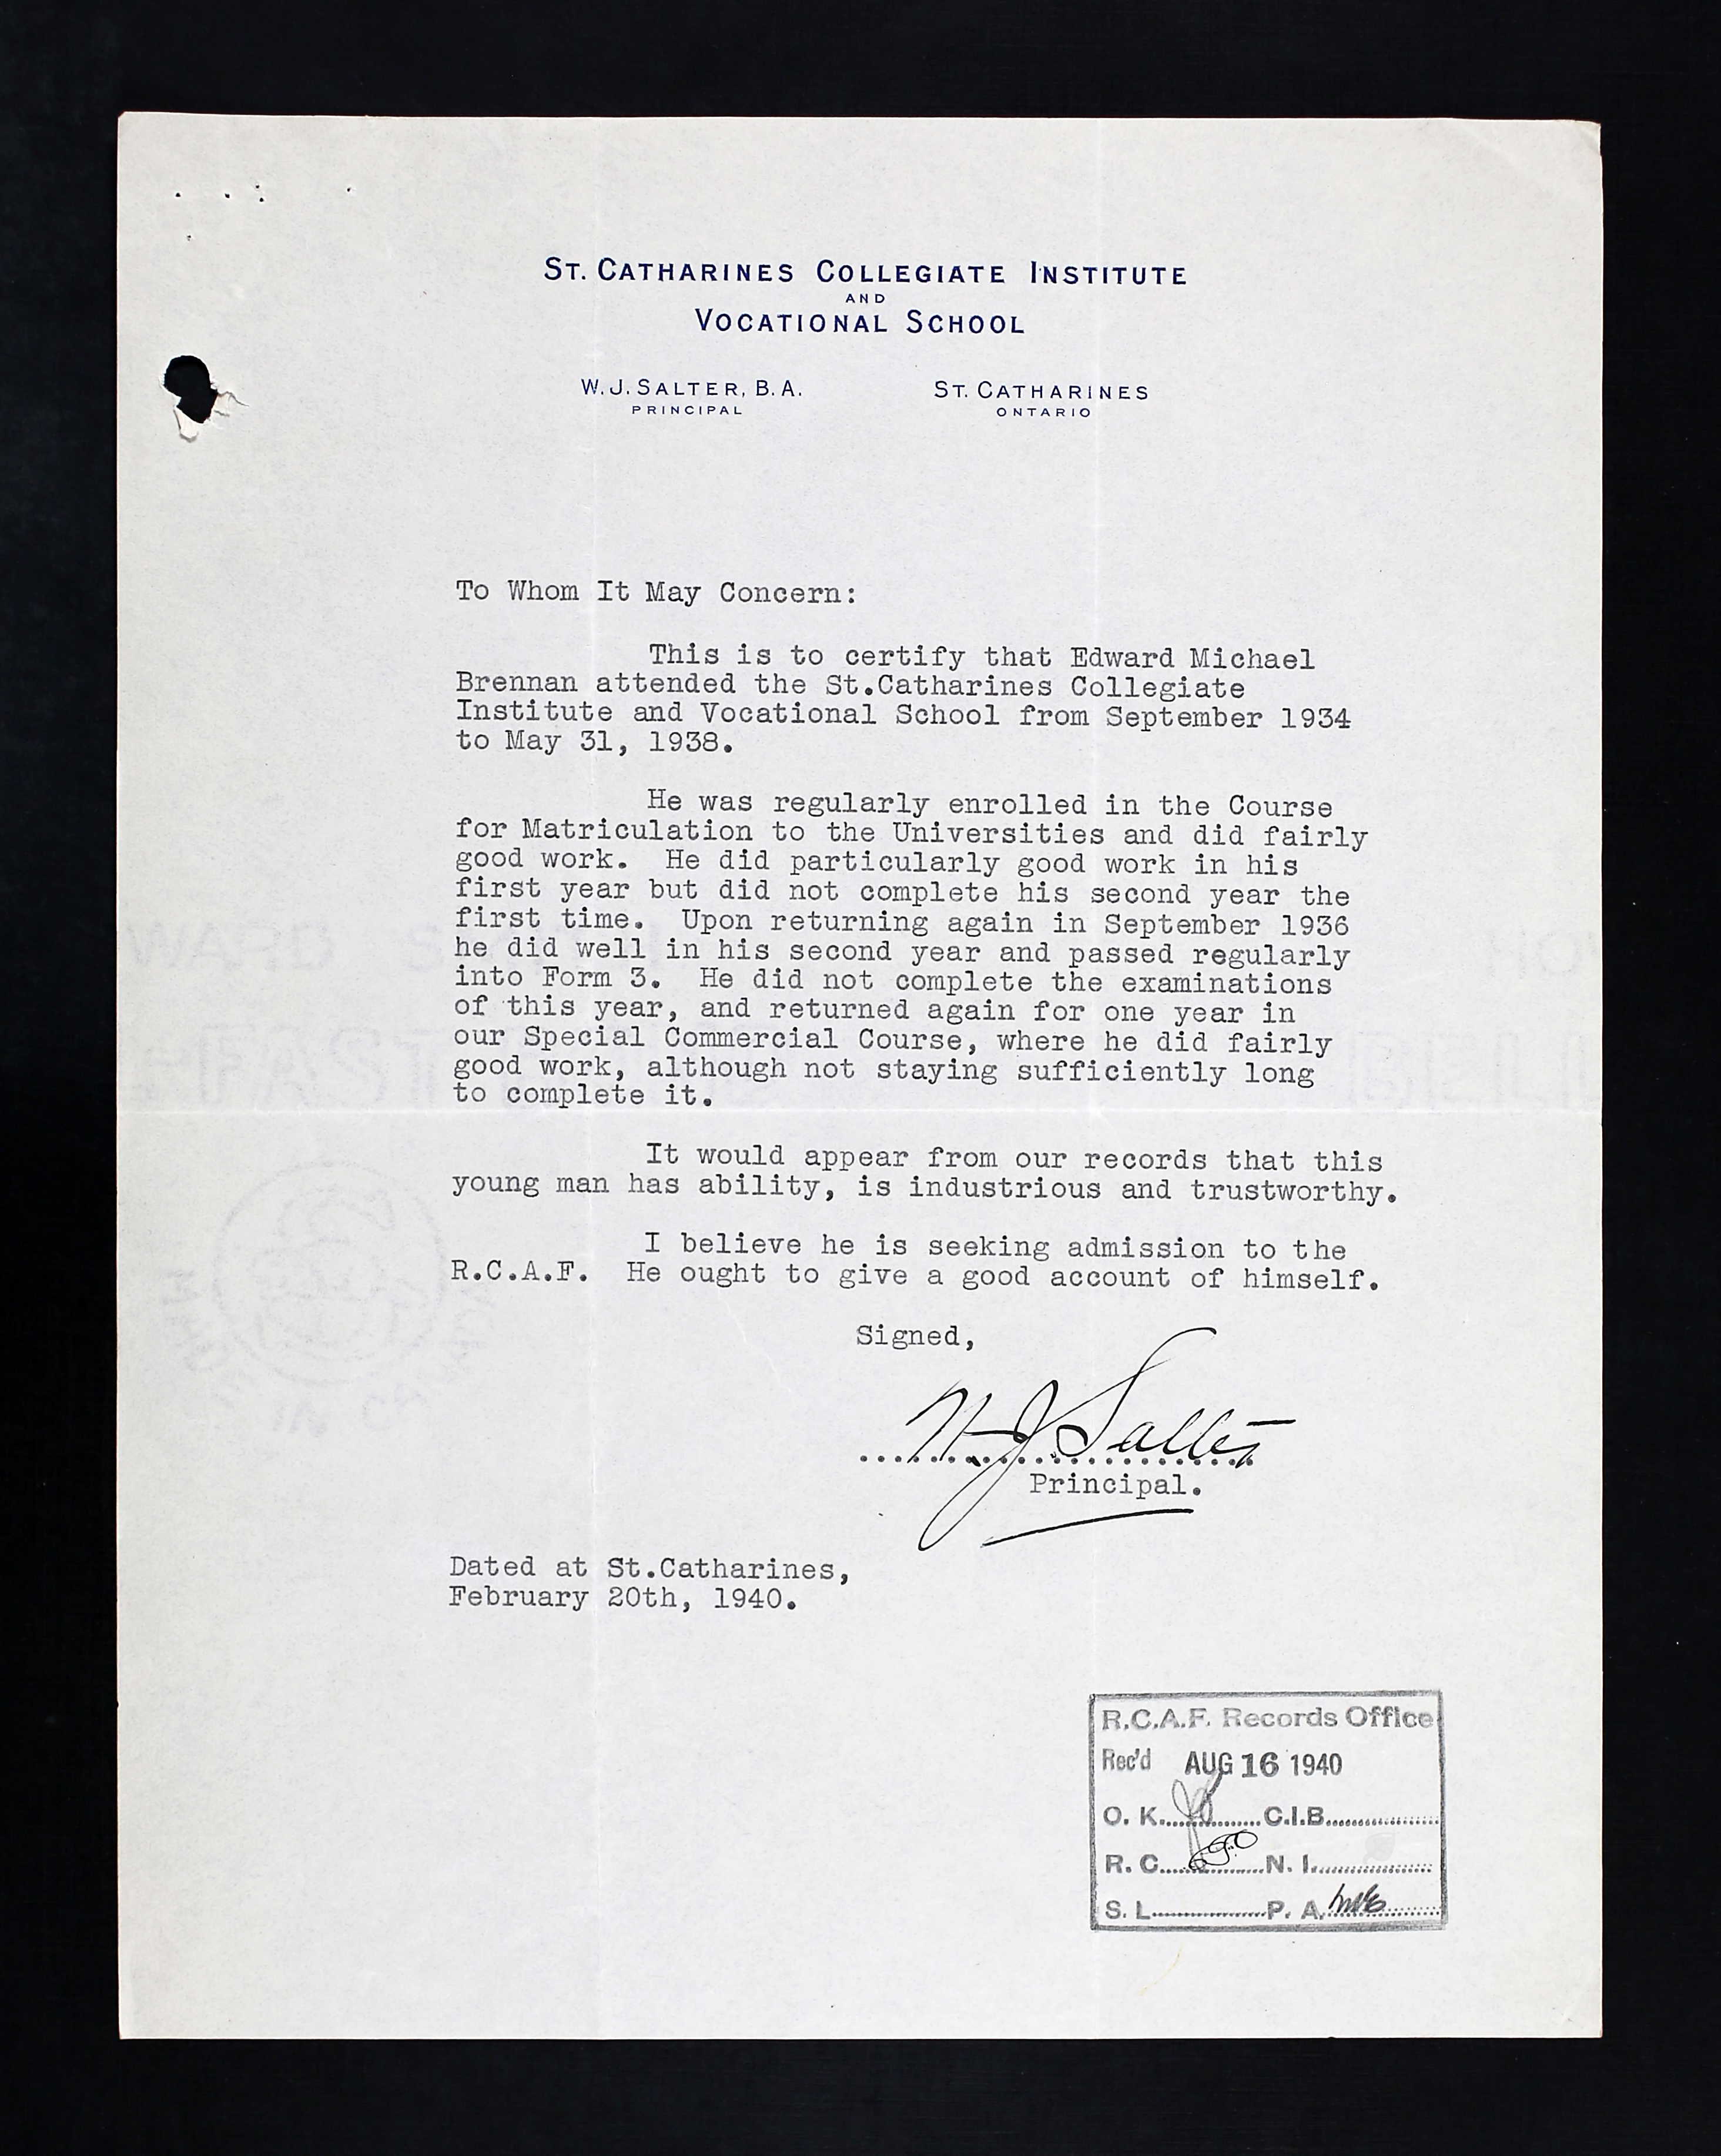 ST. CATHARINES COLLEGIATE INSTITUTE
AND
VOCATIONAL SCHOOL
W. J. SALTER, B. A.
PRINCIPAL
ST. CATHARINES
ONTARIO
To Whom It May Concern:
This is to certify that Edward Michael
Brennan attended the St.Catharines Collegiate
Institute and Vocational School from September 1934
to May 31, 1938.
He was regularly enrolled in the Course
for Matriculation to the Universities and did fairly
good work. He did particularly good work in his
first year but did not complete his second year the
first time. Upon returning again in September 1936
he did well in his second year and passed regularly
into Form 3. He did not complete the examinations
of this year, and returned again for one year in
our Special Commercial Course, where he did fairly
good work, although not staying sufficiently long
to complete it.
It would appear from our records that this
young man has ability, is industrious and trustworthy.
I believe he is seeking admission to the
R.C.A.F. He ought to give a good account of himself.
Signed,
W. J. Salter
Principal.
Dated at St.Catharines,
February 20th, 1940.
R.C.A.F. Records Office
Rec'd AUG 16 1940
O. K. C.I.B.
R. C. N. I.
S. L. P. A.